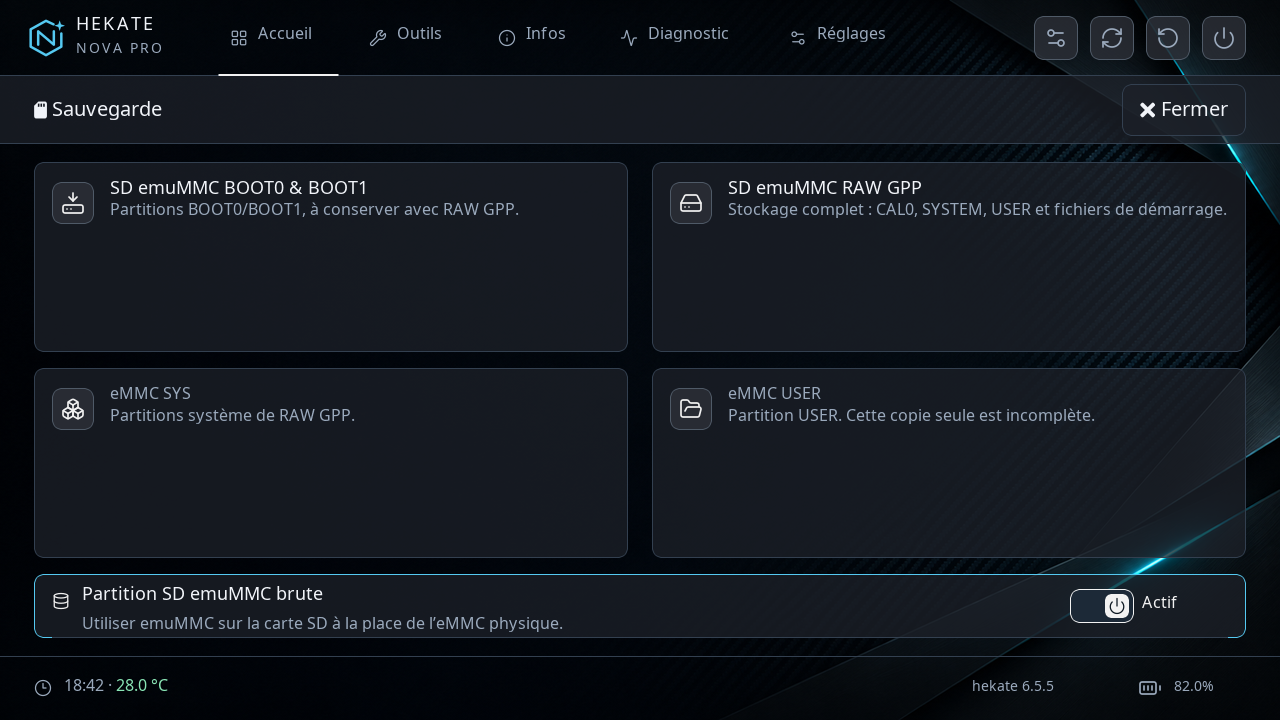 HEKATE
NOVA PRO
Accueil
Outils
Infos
Diagnostic
Réglages
Sauvegarde
Fermer
SD emuMMC BOOT0 & BOOT1
Partitions BOOT0/BOOT1, à conserver avec RAW GPP.
SD emuMMC RAW GPP
Stockage complet : CAL0, SYSTEM, USER et fichiers de démarrage.
eMMC SYS
Partitions système de RAW GPP.
eMMC USER
Partition USER. Cette copie seule est incomplète.
Partition SD emuMMC brute
Utiliser emuMMC sur la carte SD à la place de l’eMMC physique.
Actif
18:42 · 28.0 °C
hekate 6.5.5
82.0%